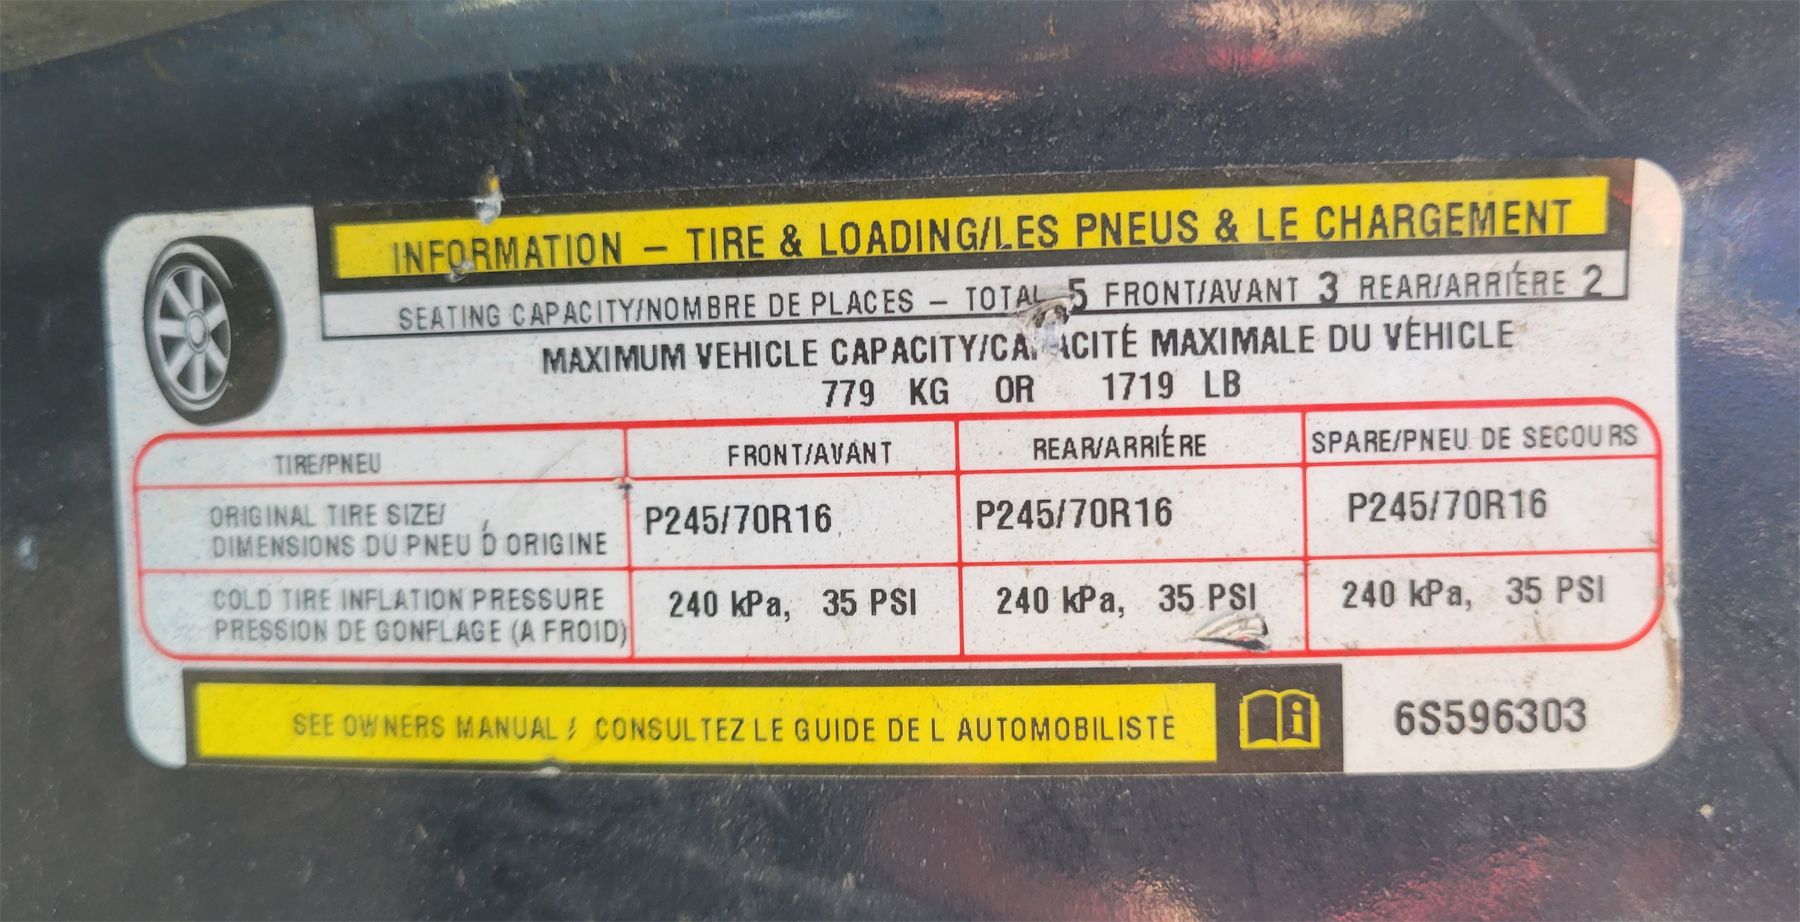 INFORMATION – TIRE & LOADING/LES PNEUS & LE CHARGEMENT
SEATING CAPACITY/NOMBRE DE PLACES – TOTAL 5 FRONT/AVANT 3 REAR/ARRIÉRE 2
MAXIMUM VEHICLE CAPACITY/CAPACITÉ MAXIMALE DU VÉHICLE
779 KG OR 1719 LB
TIRE/PNEU FRONT/AVANT REAR/ARRIÉRE SPARE/PNEU DE SECOURS
ORIGINAL TIRE SIZE/
DIMENSIONS DU PNEU D́ ORIGINE P245/70R16 P245/70R16 P245/70R16
COLD TIRE INFLATION PRESSURE
PRESSION DE GONFLAGE (A FROID) 240 kPa, 35 PSI 240 kPa, 35 PSI 240 kPa, 35 PSI
SEE OWNERS MANUAL / CONSULTEZ LE GUIDE DE L AUTOMOBILISTE
6S596303